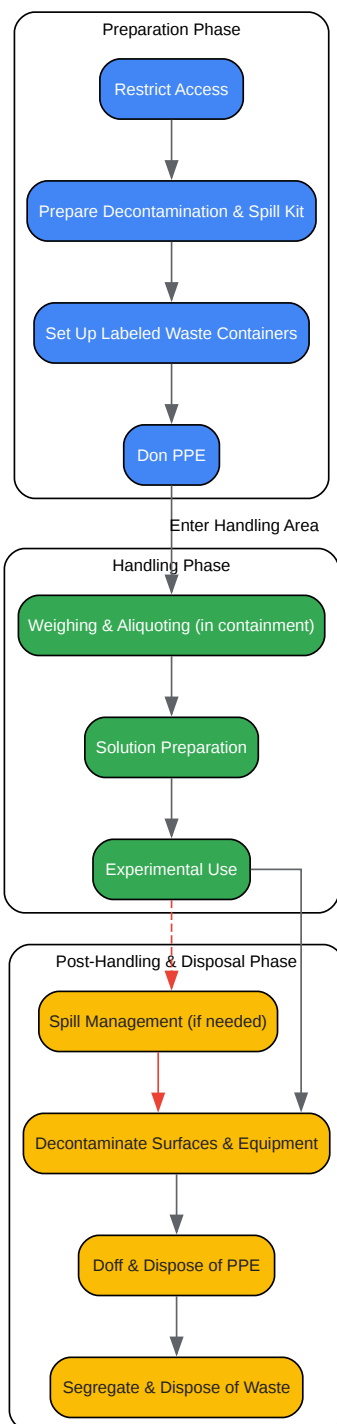 Preparation Phase
Restrict Access
Prepare Decontamination & Spill Kit
Set Up Labeled Waste Containers
Don PPE
Enter Handling Area
Handling Phase
Weighing & Aliquoting (in containment)
Solution Preparation
Experimental Use
Post-Handling & Disposal Phase
Spill Management (if needed)
Decontaminate Surfaces & Equipment
Doff & Dispose of PPE
Segregate & Dispose of Waste